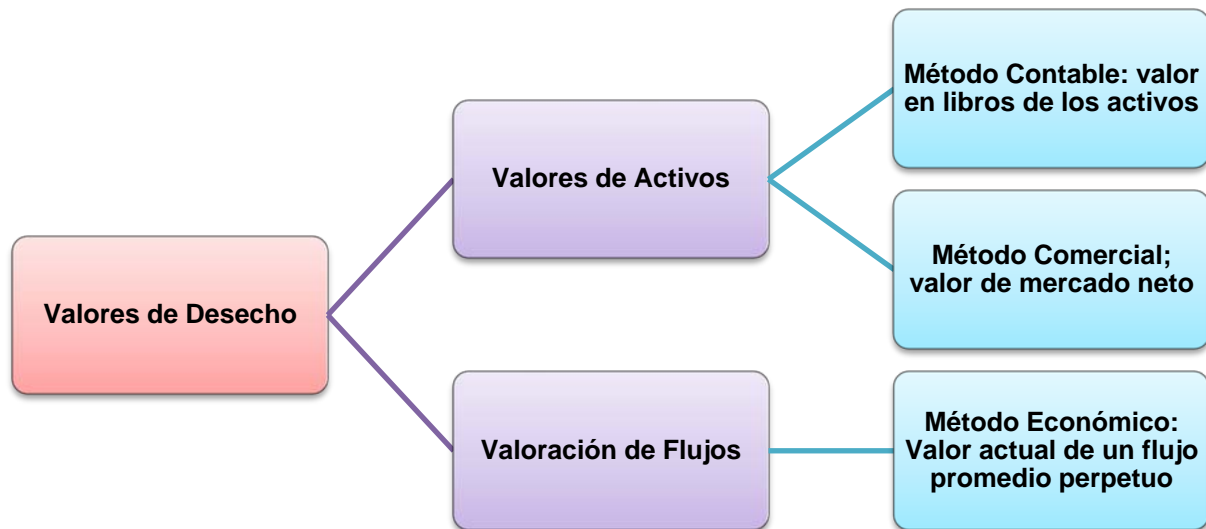 Valores de Desecho
Valores de Activos
Método Contable: valor
en libros de los activos
Método Comercial;
valor de mercado neto
Valoración de Flujos
Método Económico:
Valor actual de un flujo
promedio perpetuo